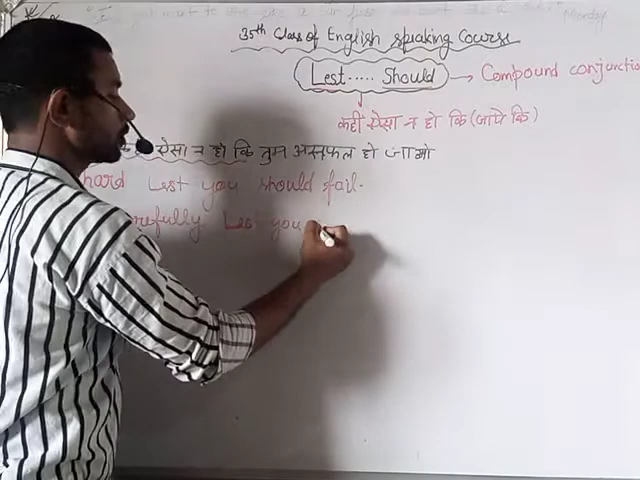 35th Class of English speaking Course
Lest..... Should → Compound conjunction
कहीं ऐसा न हो कि (जाये कि)
ऐसा न हो कि तुम असफल हो जाओ
hard Lest you should fail.
refully Lest you
Monday